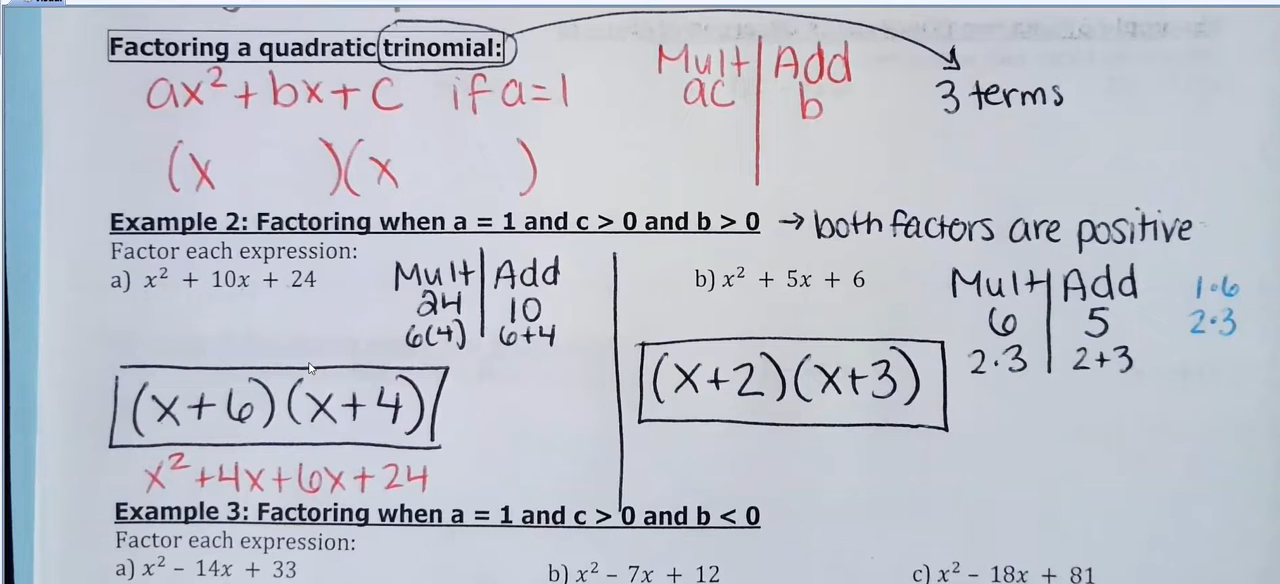 Factoring a quadratic trinomial:
Mult | Add
ax² + bx + c if a = 1
ac | b
3 terms
(x )(x )
Example 2: Factoring when a = 1 and c > 0 and b > 0 → both factors are positive
Factor each expression:
a) x² + 10x + 24
Mult | Add
24 | 10
6(4) | 6+4
(x+6)(x+4)
x² + 4x + 6x + 24
b) x² + 5x + 6
Mult | Add
6 | 5
2·3 | 2+3
1·6
2·3
(x+2)(x+3)
Example 3: Factoring when a = 1 and c > 0 and b < 0
Factor each expression:
a) x² − 14x + 33
b) x² − 7x + 12
c) x² − 18x + 81